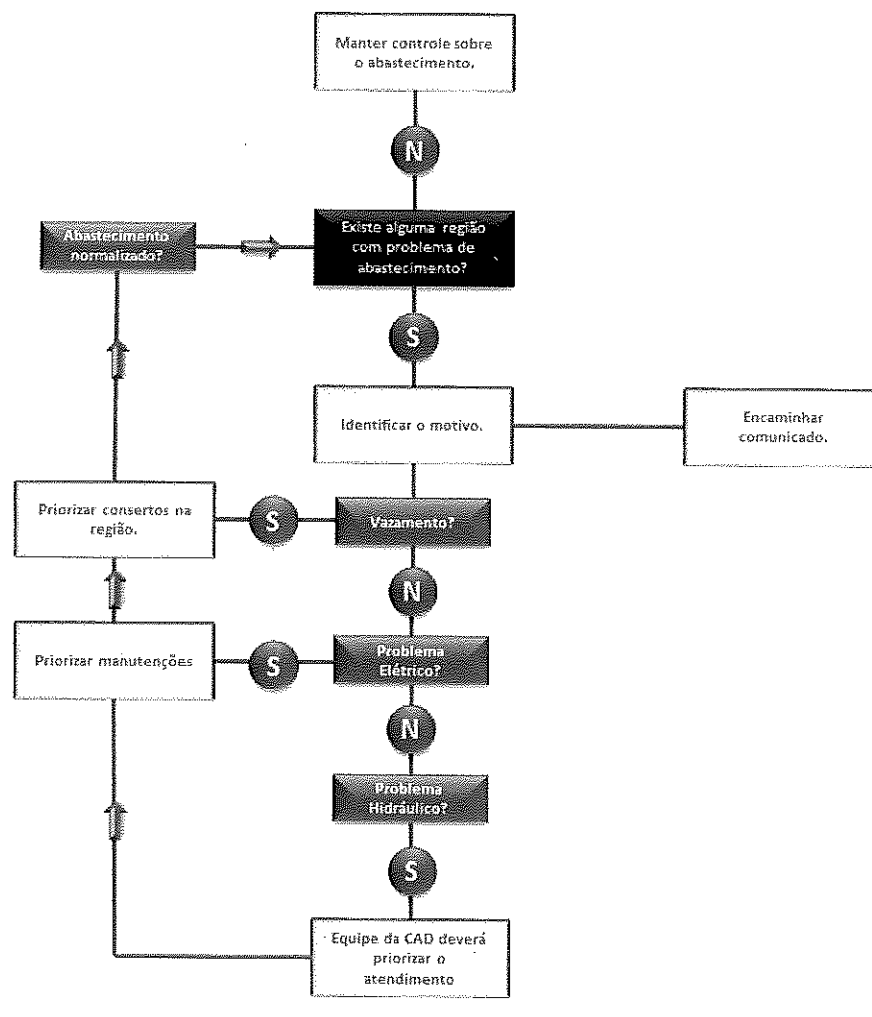 Manter controle sobre
o abastecimento.
N
Abastecimento
normalizado?
Existe alguma região
com problema de
abastecimento?
S
Identificar o motivo.
Encaminhar
comunicado.
Priorizar consertos na
região.
S
Vazamento?
N
Priorizar manutenções
S
Problema
Elétrico?
N
Problema
Hidráulico?
S
Equipe da CAD deverá
priorizar o
atendimento